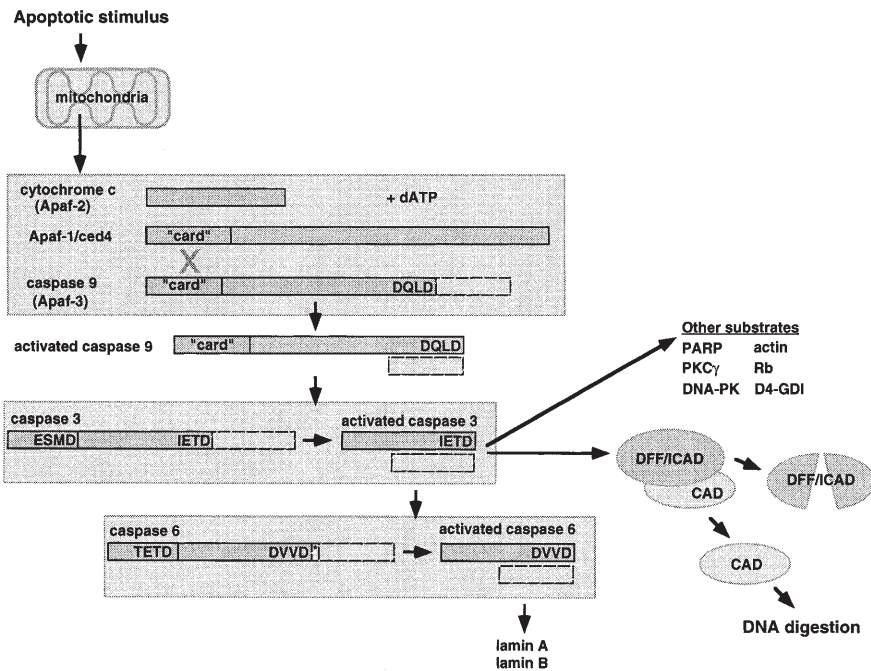 Apoptotic stimulus
mitochondria
cytochrome c
(Apaf-2)
+ dATP
Apaf-1/ced4
"card"
caspase 9
(Apaf-3)
"card"
DQLD
activated caspase 9
"card"
DQLD
Other substrates
PARP actin
PKCγ Rb
DNA-PK D4-GDI
caspase 3
ESMD
IETD
activated caspase 3
IETD
DFF/ICAD
CAD
DFF/ICAD
caspase 6
TETD
DVVD
activated caspase 6
DVVD
CAD
DNA digestion
lamin A
lamin B